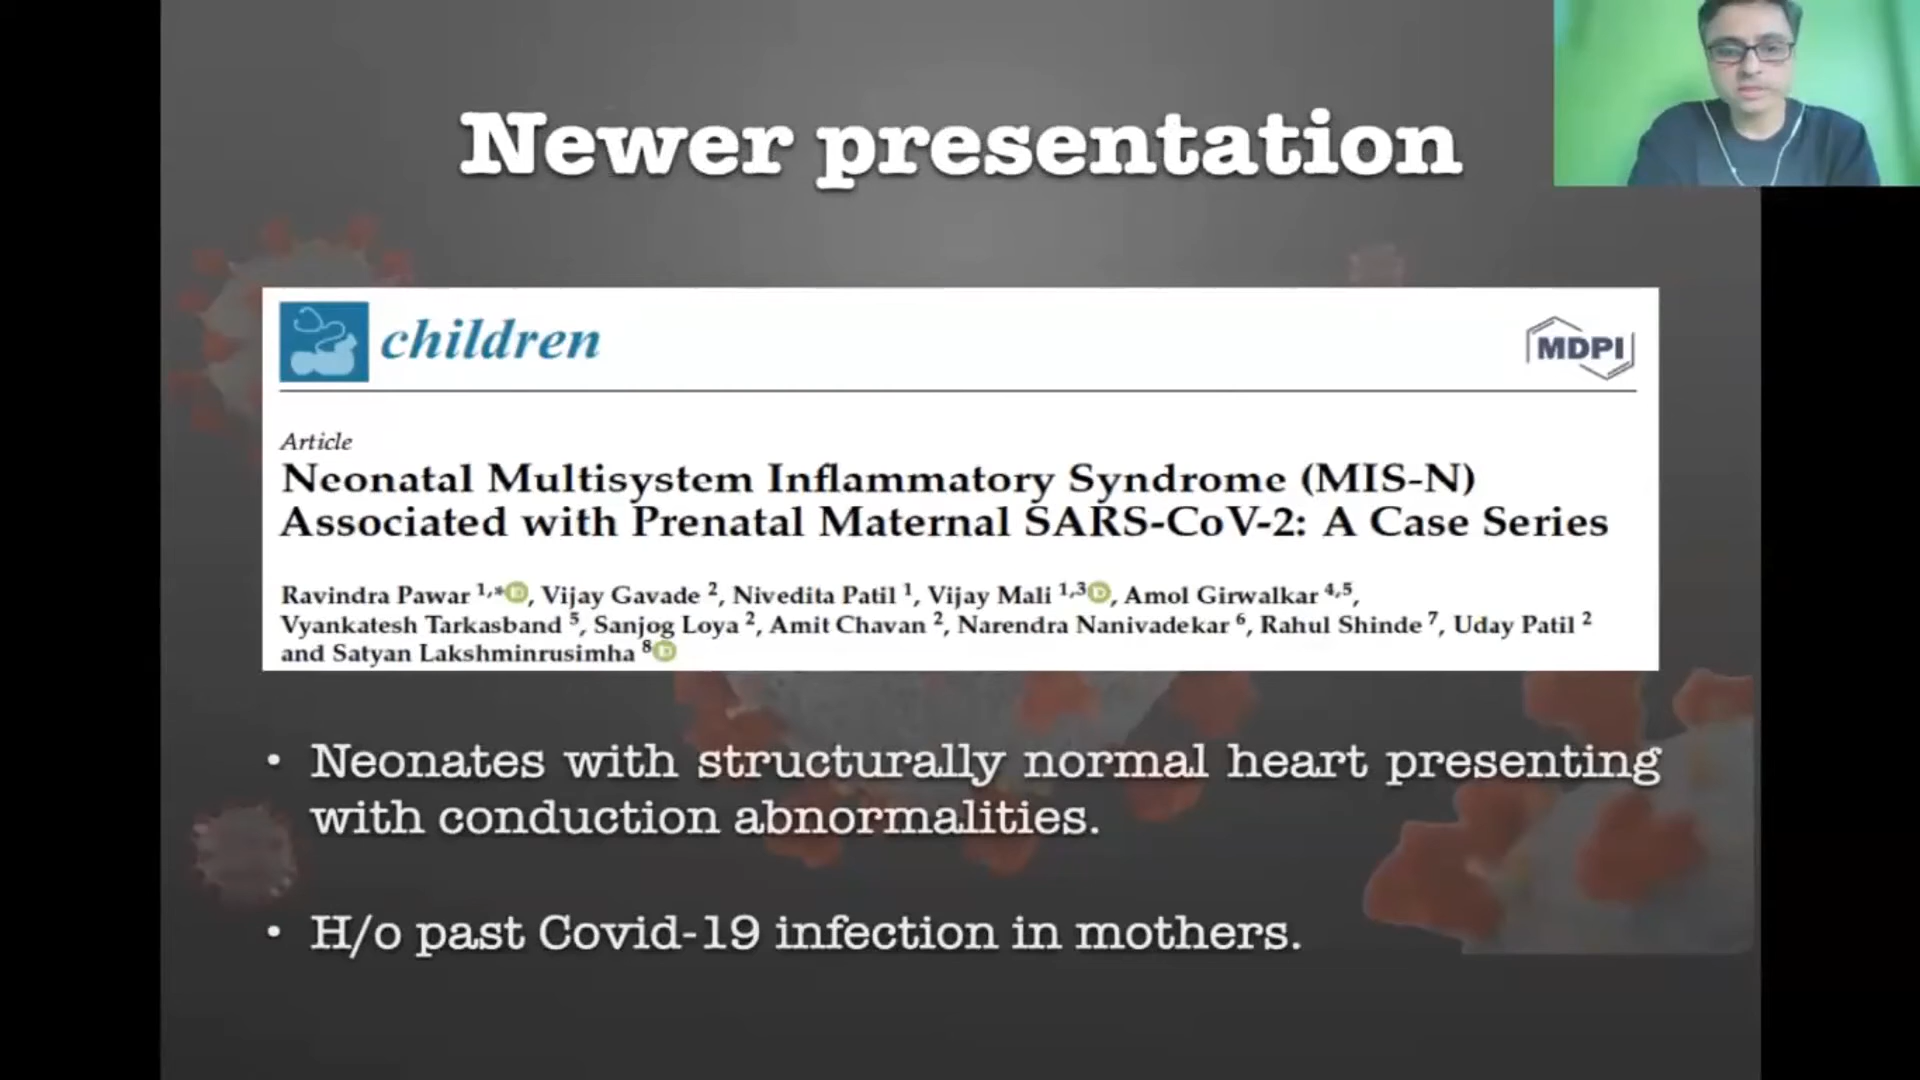 Newer presentation
children
MDPI
Article
Neonatal Multisystem Inflammatory Syndrome (MIS-N)
Associated with Prenatal Maternal SARS-CoV-2: A Case Series
Ravindra Pawar 1,* iD, Vijay Gavade 2, Nivedita Patil 1, Vijay Mali 1,3 iD, Amol Girwalkar 4,5,
Vyankatesh Tarkasband 5, Sanjog Loya 2, Amit Chavan 2, Narendra Nanivadekar 6, Rahul Shinde 7, Uday Patil 2
and Satyan Lakshminrusimha 8 iD
• Neonates with structurally normal heart presenting
with conduction abnormalities.
• H/o past Covid-19 infection in mothers.